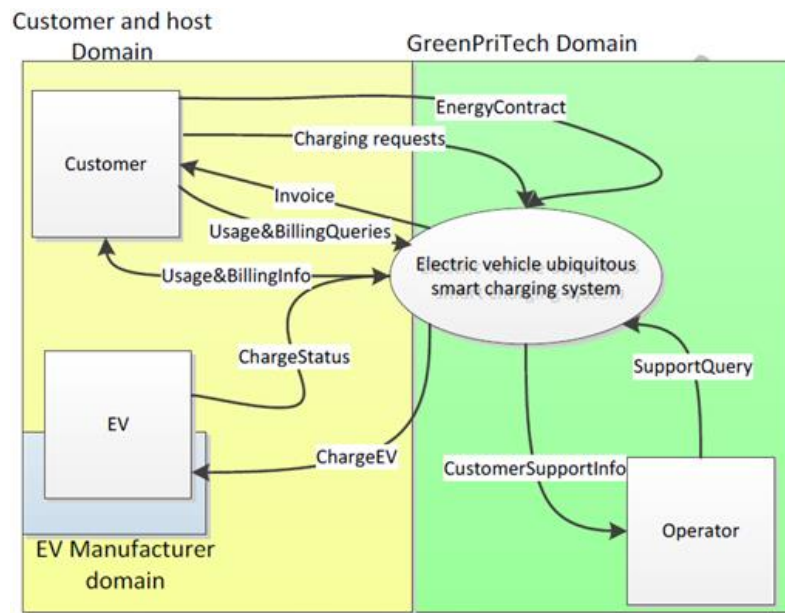 Customer and host
Domain
GreenPriTech Domain
EnergyContract
Charging requests
Customer
Invoice
Usage&BillingQueries
Usage&BillingInfo
Electric vehicle ubiquitous
smart charging system
ChargeStatus
SupportQuery
EV
ChargeEV
CustomerSupportInfo
Operator
EV Manufacturer
domain